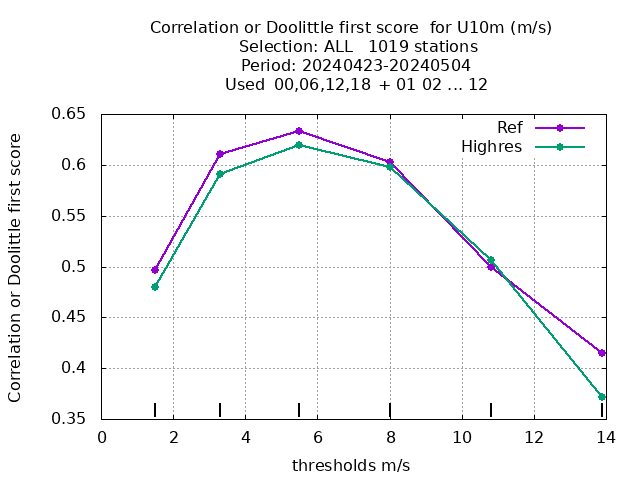 Correlation or Doolittle first score  for U10m (m/s)
Selection: ALL   1019 stations
Period: 20240423-20240504
Used  00,06,12,18 + 01 02 ... 12
Ref
Highres
Correlation or Doolittle first score
0.65
0.6
0.55
0.5
0.45
0.4
0.35
0 2 4 6 8 10 12 14
thresholds m/s